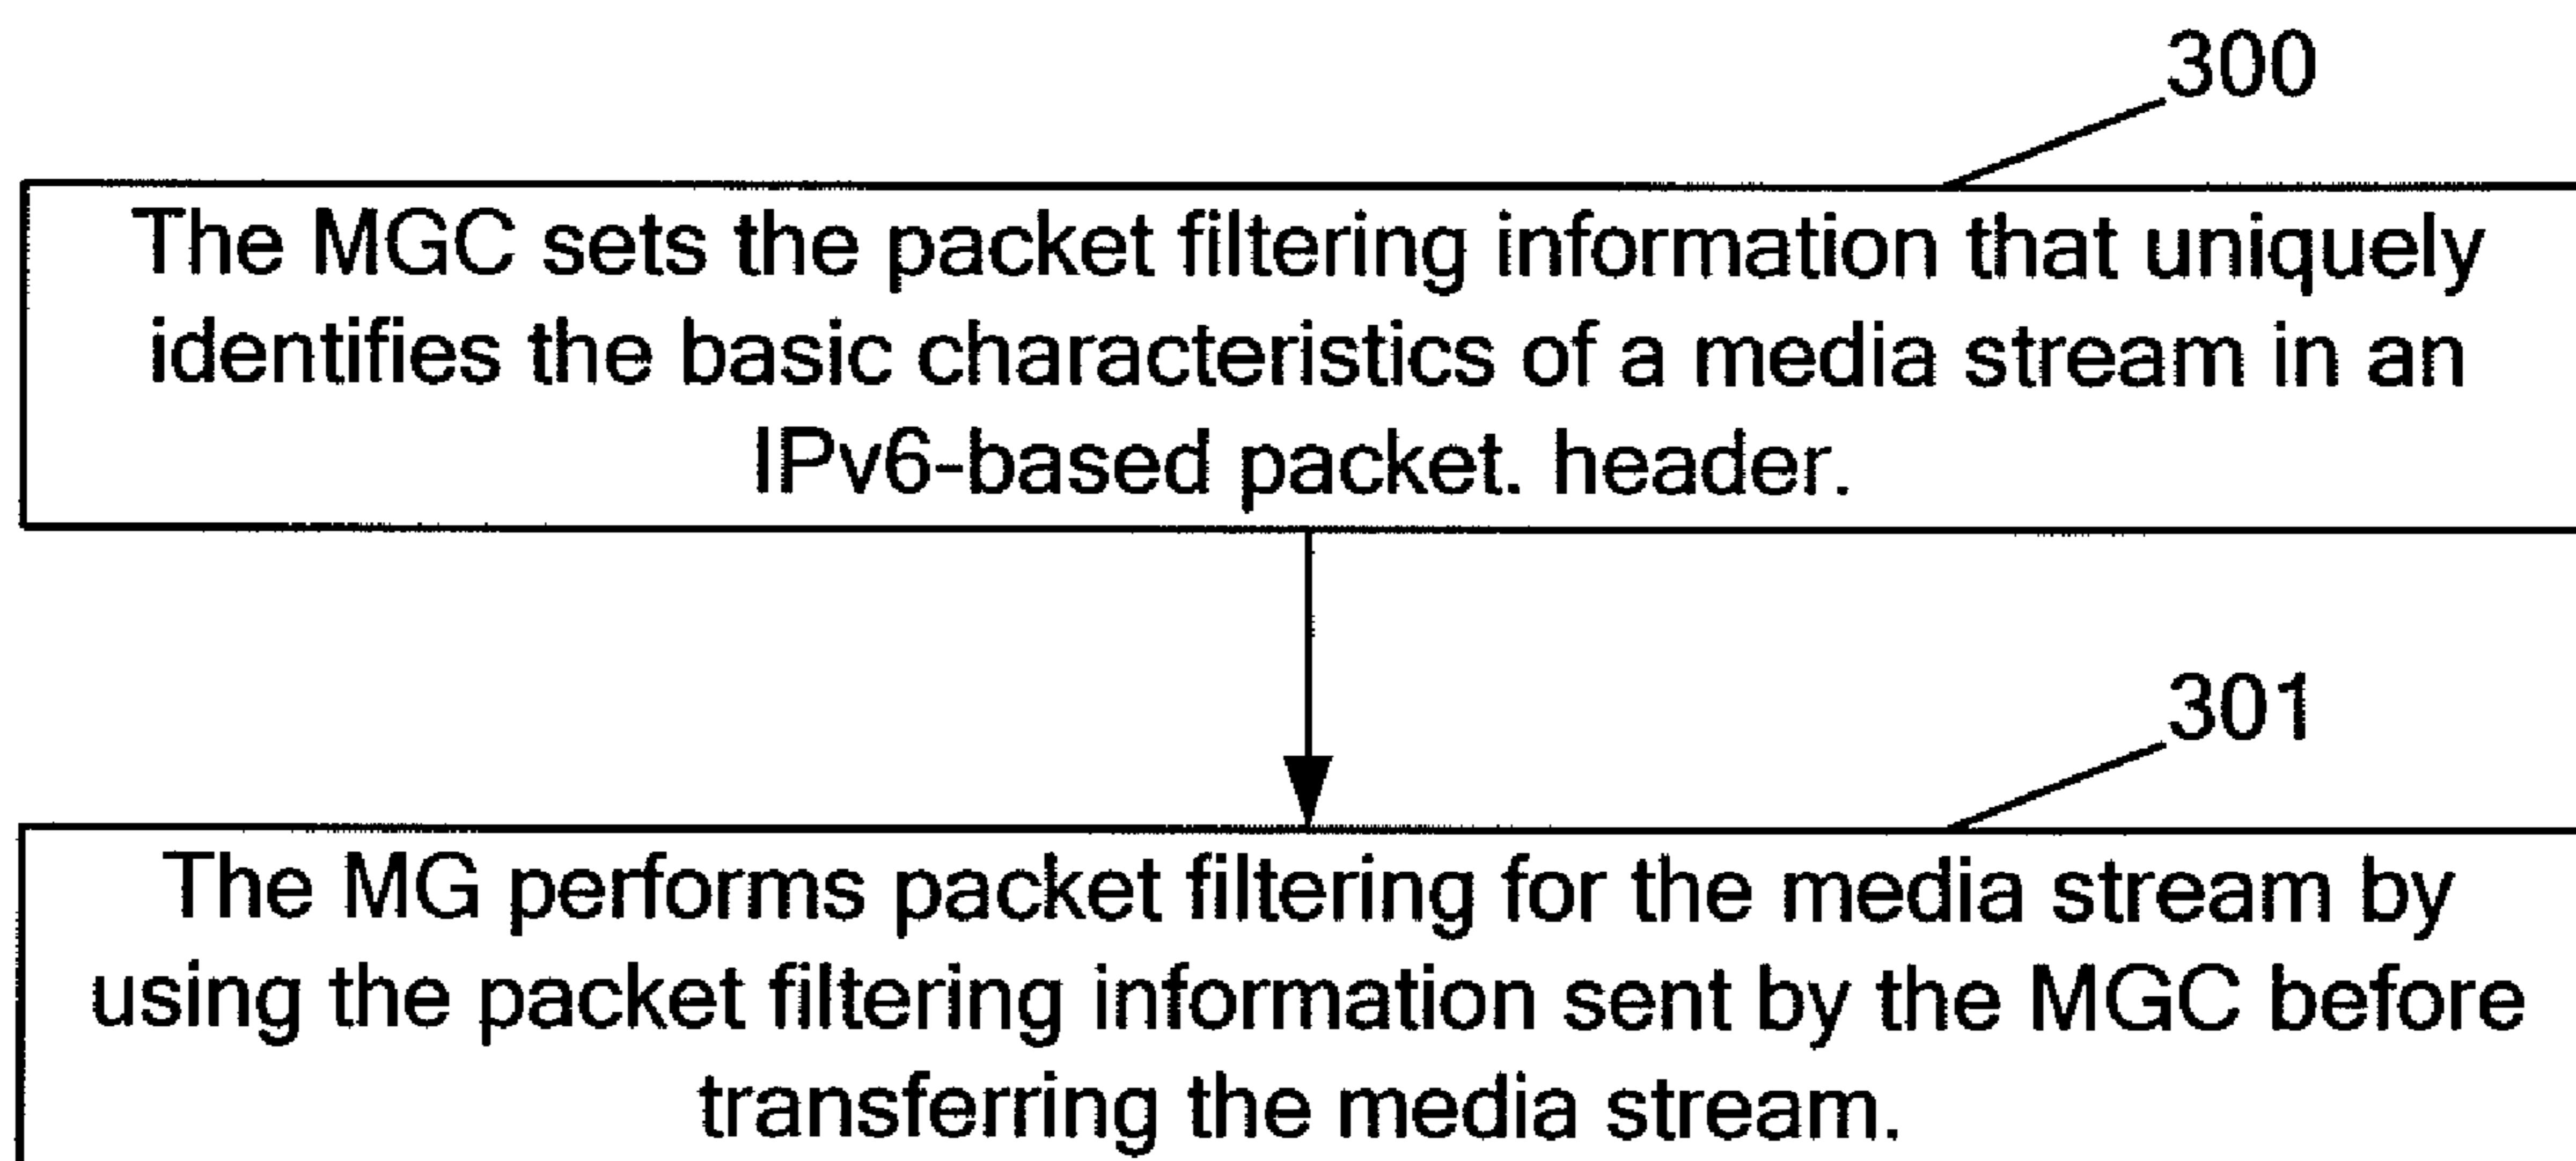 300
The MGC sets the packet filtering information that uniquely
identifies the basic characteristics of a media stream in an
IPv6-based packet. header.
301
The MG performs packet filtering for the media stream by
using the packet filtering information sent by the MGC before
transferring the media stream.